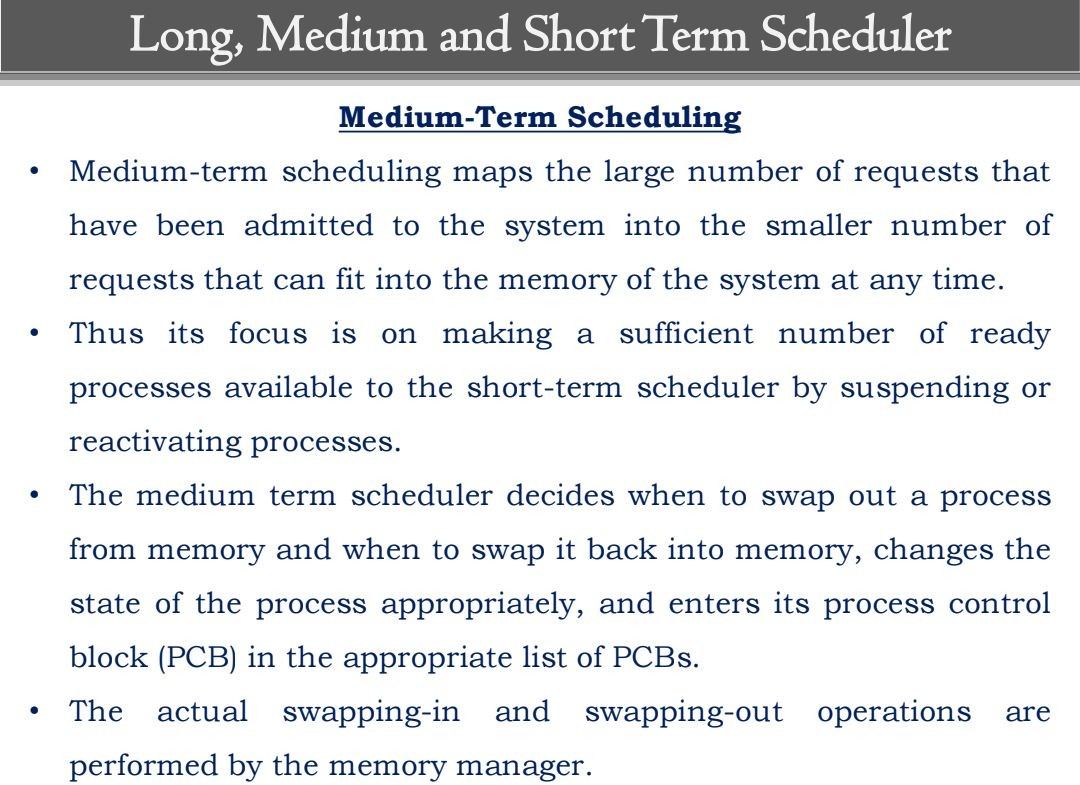 Long, Medium and Short Term Scheduler
Medium-Term Scheduling
• Medium-term scheduling maps the large number of requests that
have been admitted to the system into the smaller number of
requests that can fit into the memory of the system at any time.
• Thus its focus is on making a sufficient number of ready
processes available to the short-term scheduler by suspending or
reactivating processes.
• The medium term scheduler decides when to swap out a process
from memory and when to swap it back into memory, changes the
state of the process appropriately, and enters its process control
block (PCB) in the appropriate list of PCBs.
• The actual swapping-in and swapping-out operations are
performed by the memory manager.